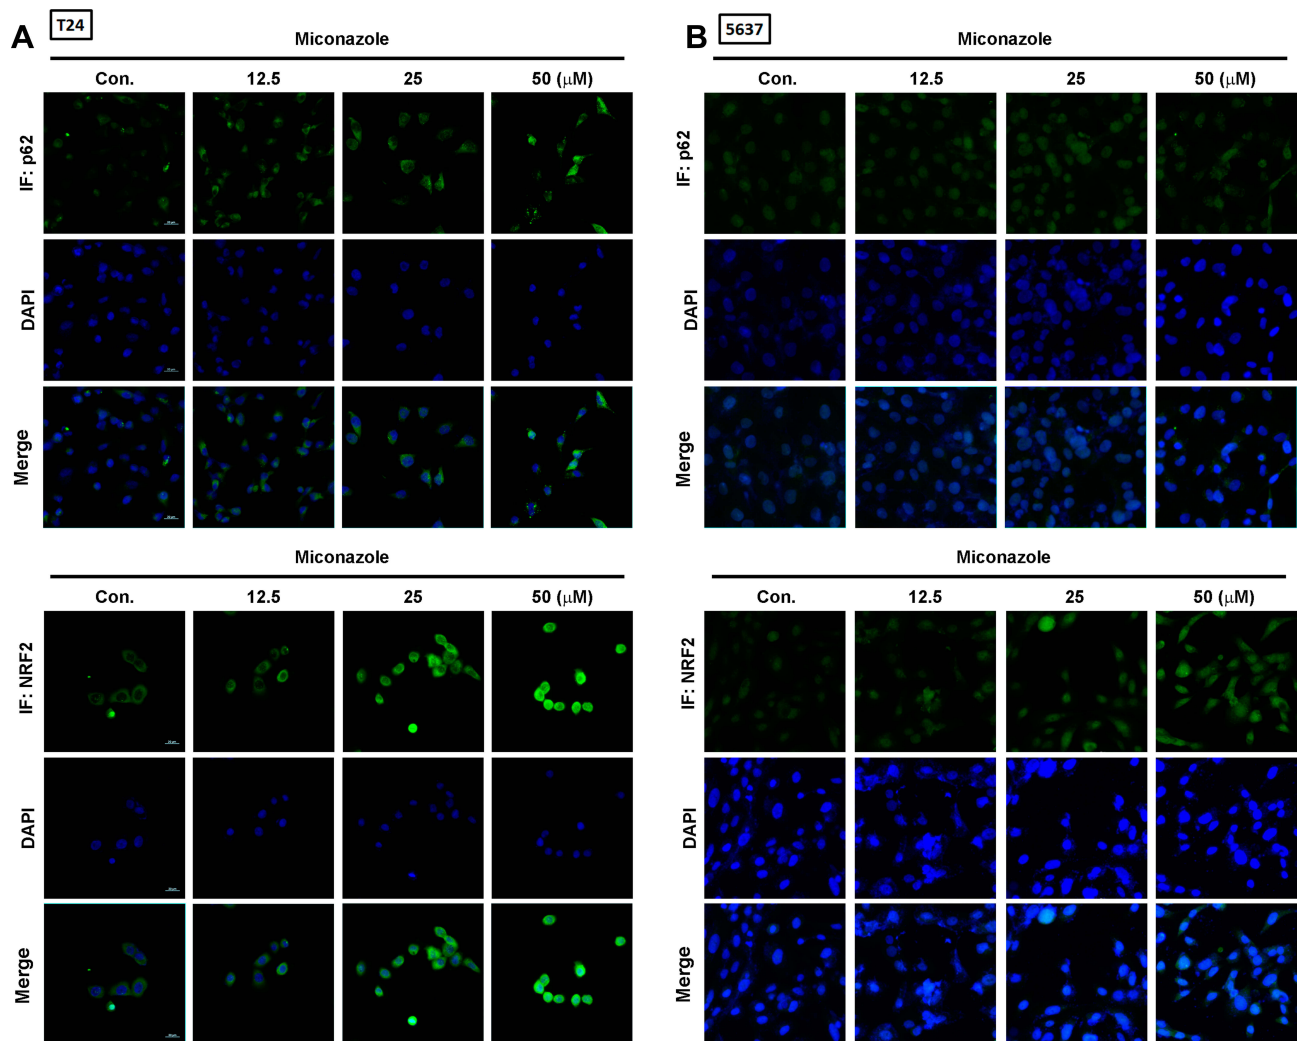 A
T24
Miconazole
Con. 12.5 25 50 (μM)
IF: p62
DAPI
Merge
Miconazole
Con. 12.5 25 50 (μM)
IF: NRF2
DAPI
Merge
B
5637
Miconazole
Con. 12.5 25 50 (μM)
IF: p62
DAPI
Merge
Miconazole
Con. 12.5 25 50 (μM)
IF: NRF2
DAPI
Merge